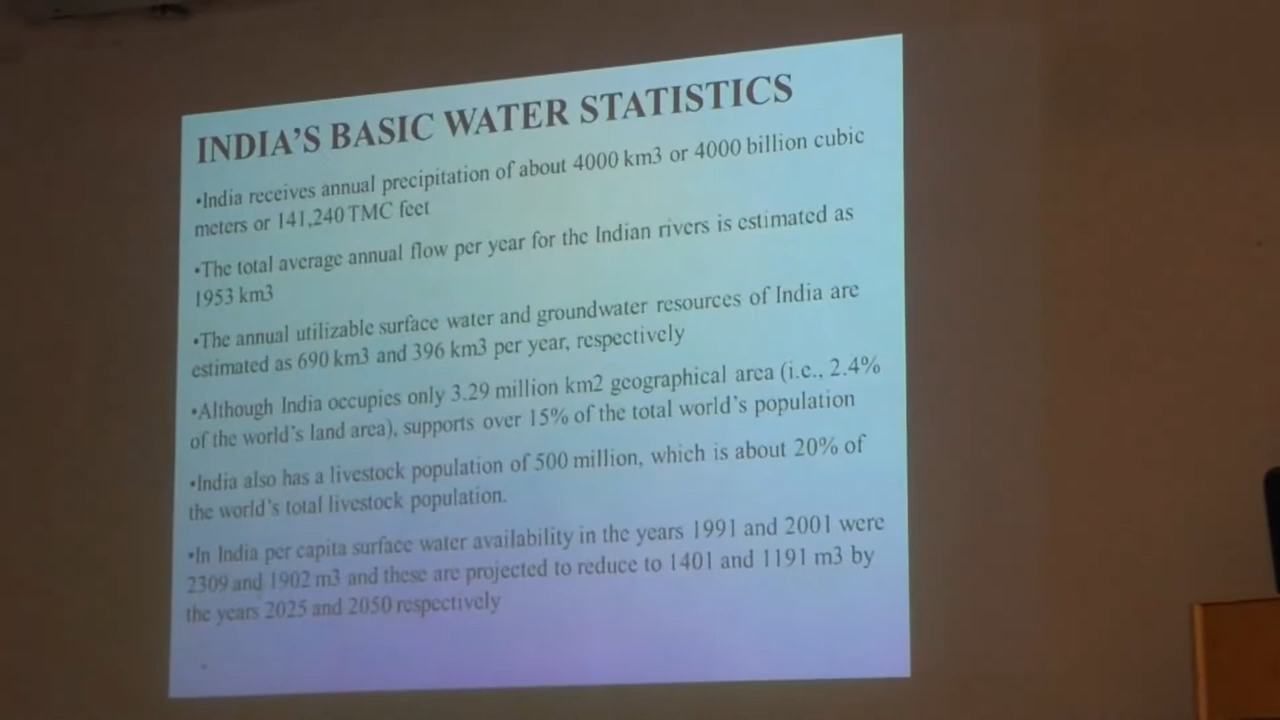 INDIA'S BASIC WATER STATISTICS
•India receives annual precipitation of about 4000 km3 or 4000 billion cubic
meters or 141,240 TMC feet
•The total average annual flow per year for the Indian rivers is estimated as
1953 km3
•The annual utilizable surface water and groundwater resources of India are
estimated as 690 km3 and 396 km3 per year, respectively
•Although India occupies only 3.29 million km2 geographical area (i.e., 2.4%
of the world's land area), supports over 15% of the total world's population
•India also has a livestock population of 500 million, which is about 20% of
the world's total livestock population.
•In India per capita surface water availability in the years 1991 and 2001 were
2309 and 1902 m3 and these are projected to reduce to 1401 and 1191 m3 by
the years 2025 and 2050 respectively